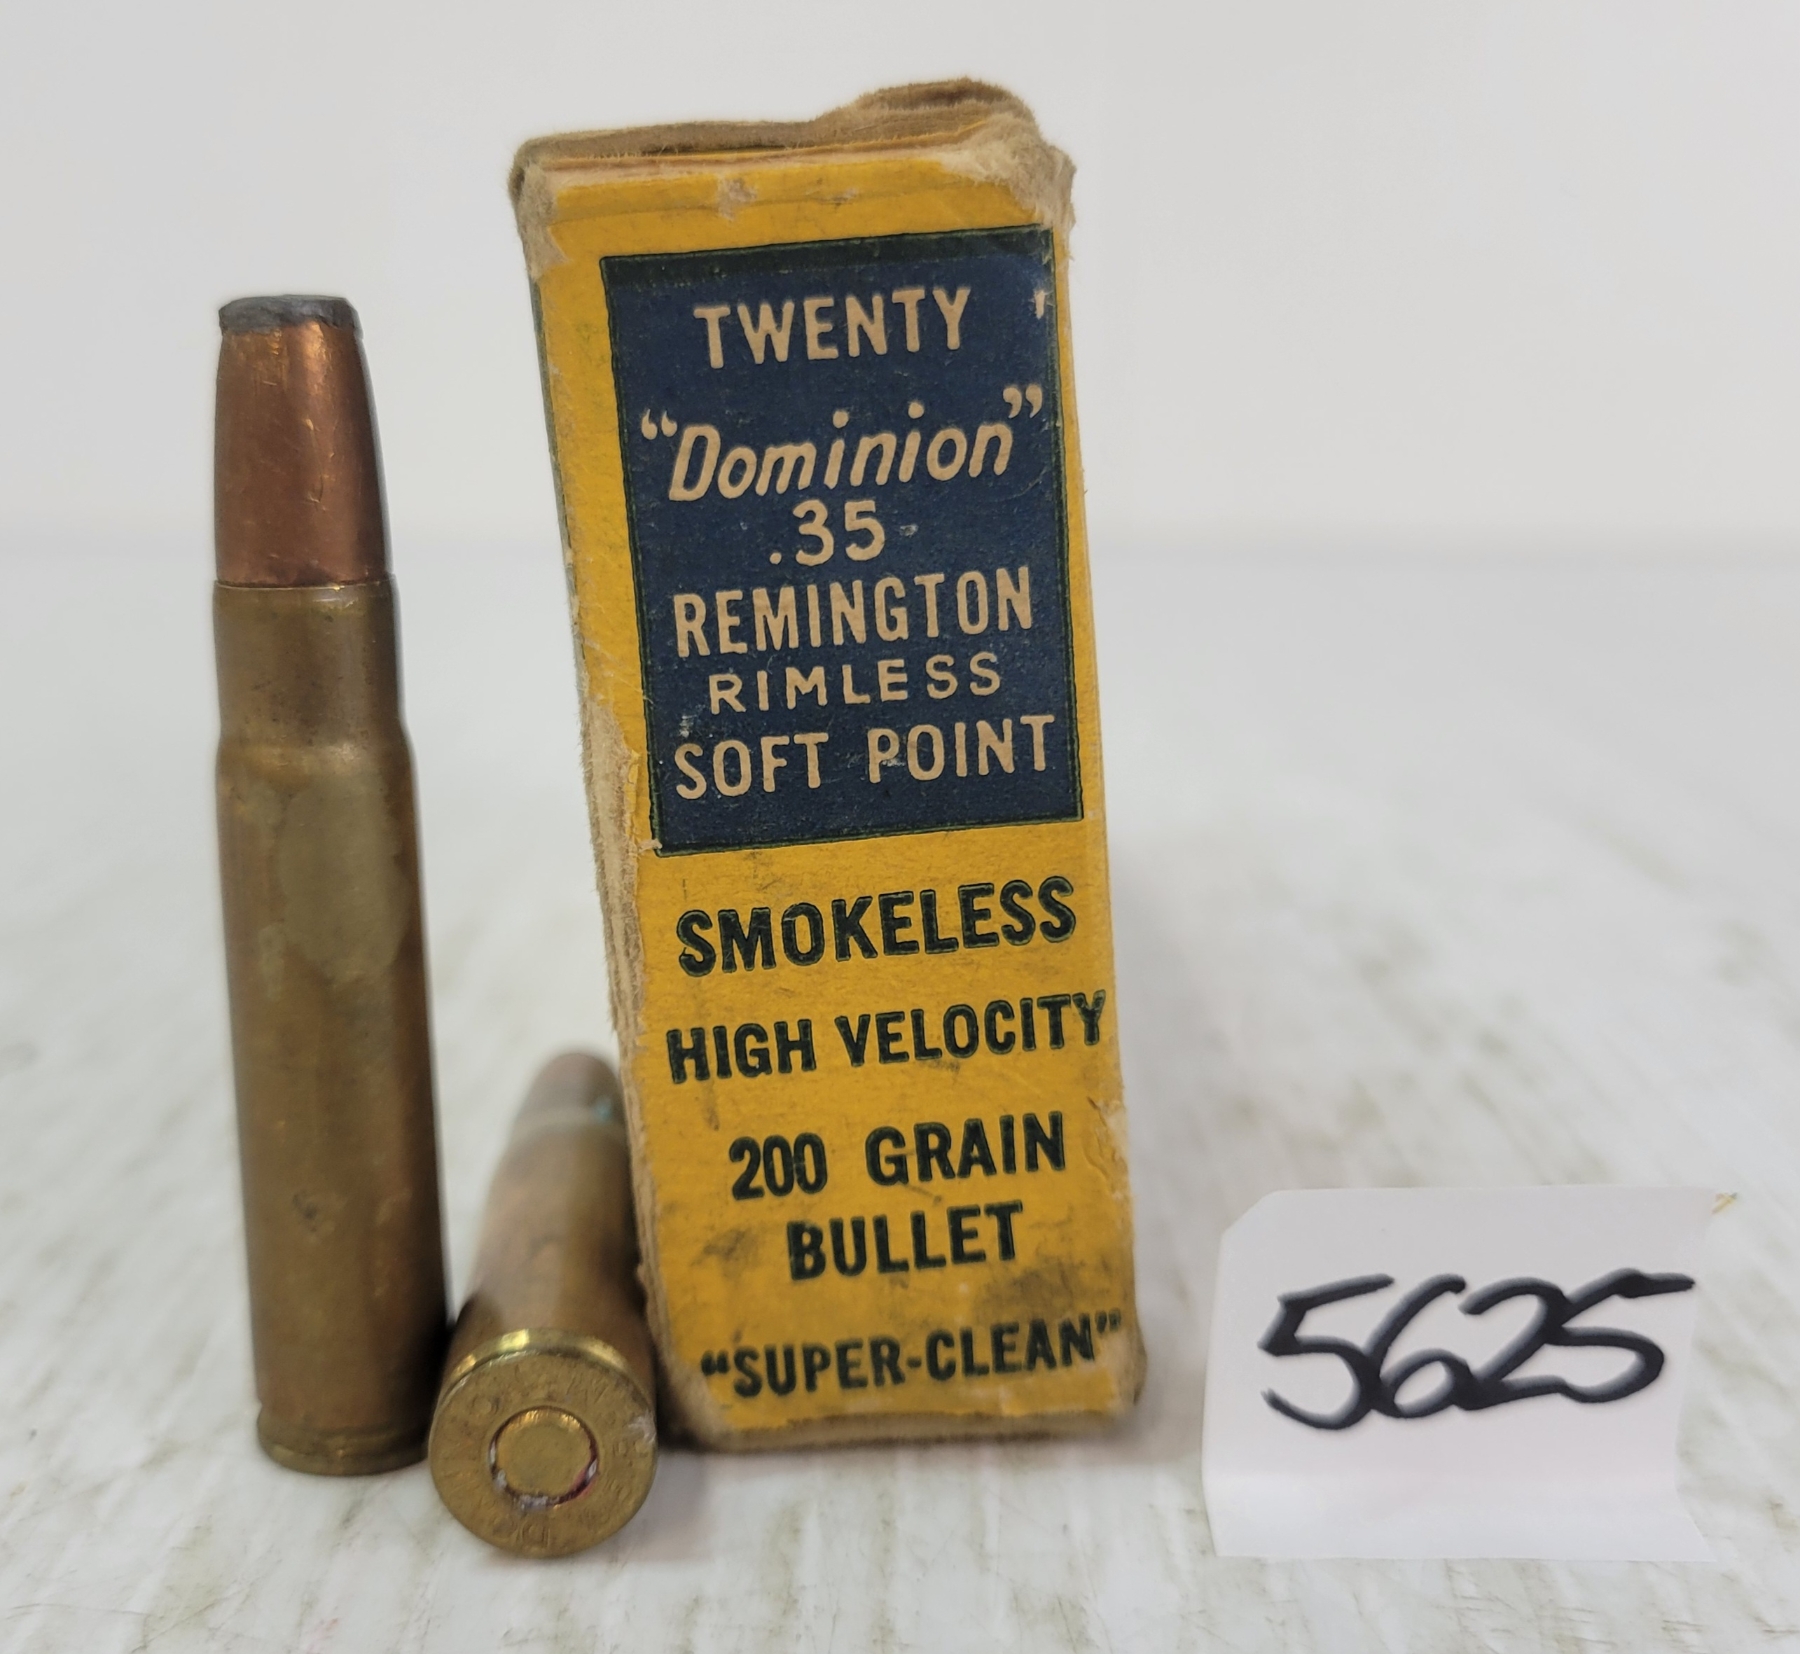 TWENTY
“Dominion”
.35
REMINGTON
RIMLESS
SOFT POINT
SMOKELESS
HIGH VELOCITY
200 GRAIN
BULLET
“SUPER-CLEAN”
5625